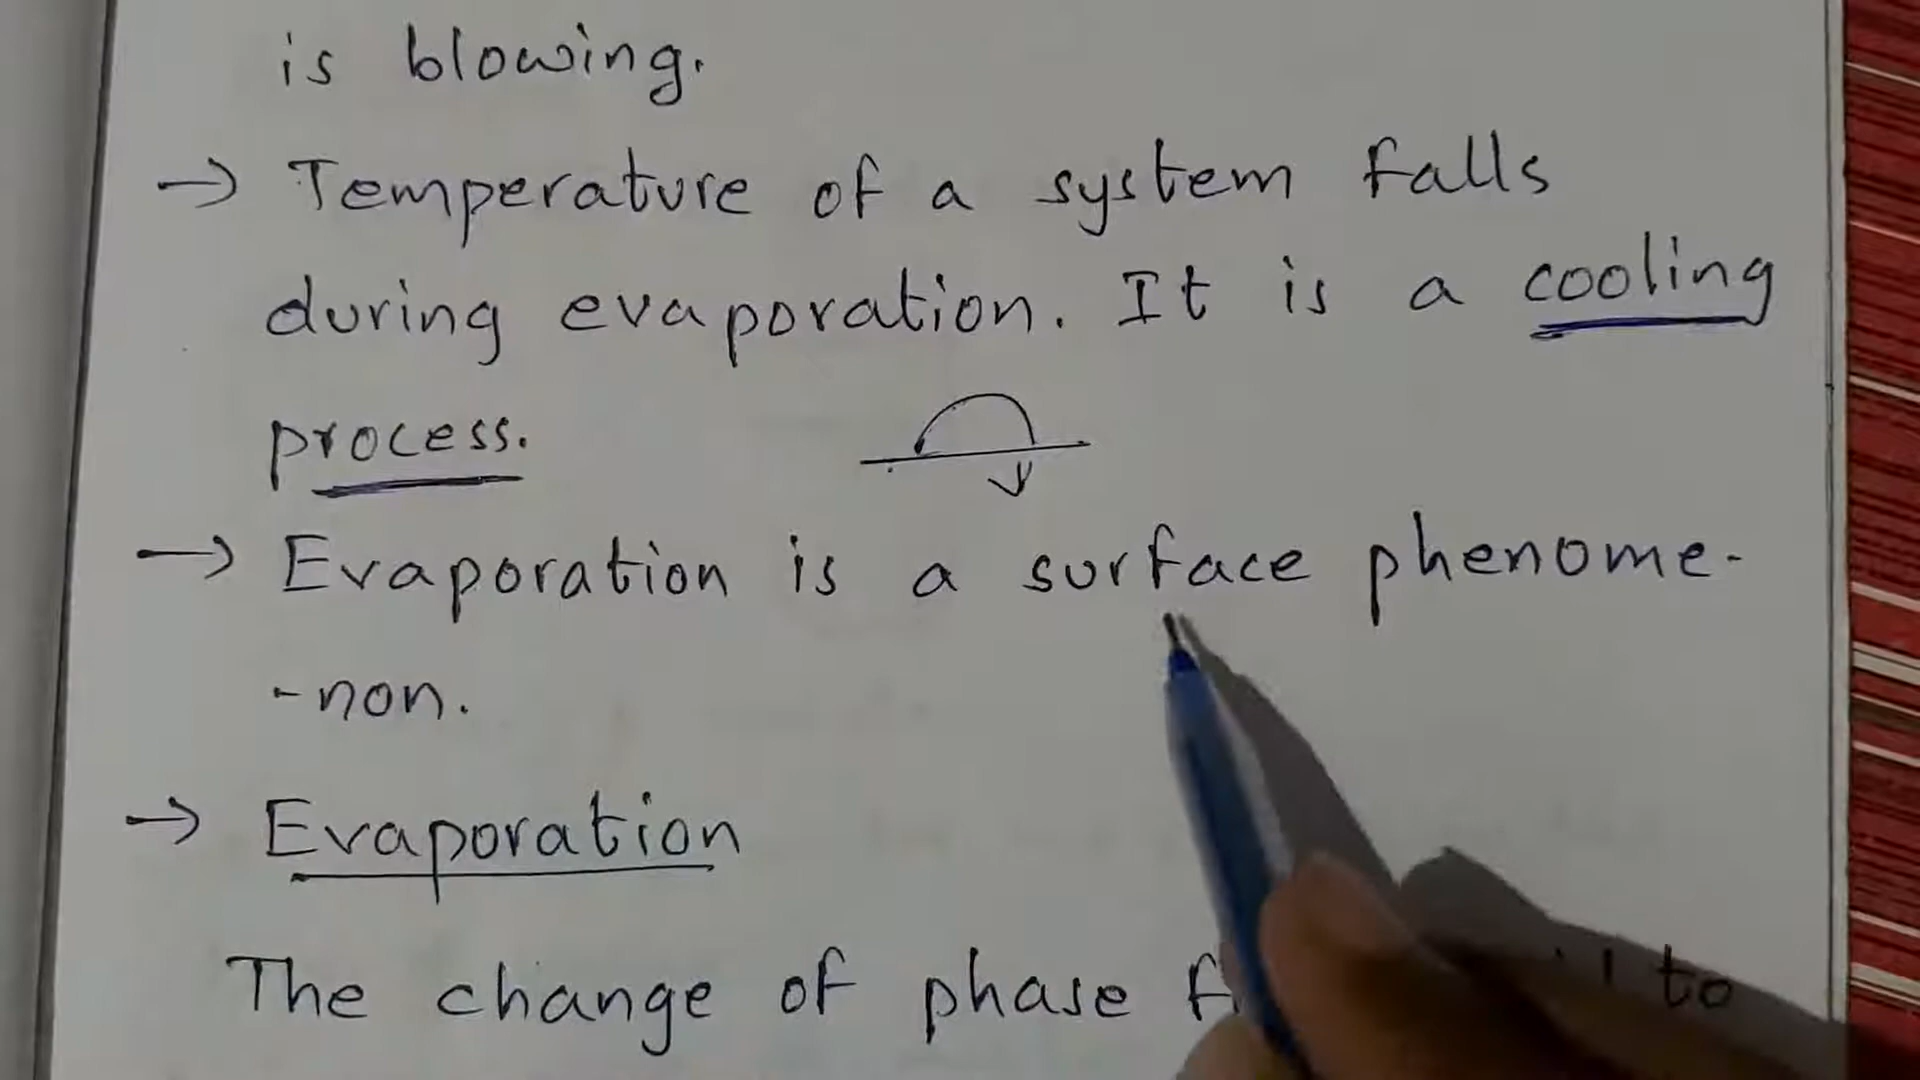 is blowing.
→ Temperature of a system falls
during evaporation. It is a cooling
process.
→ Evaporation is a surface phenome-
-non.
→ Evaporation
The change of phase to